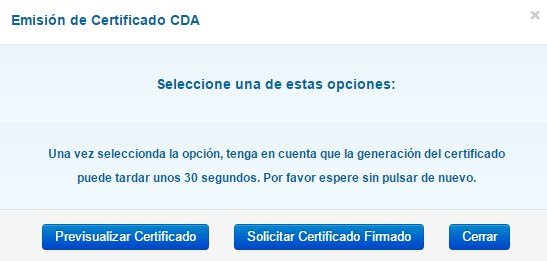 Emisión de Certificado CDA
×
Seleccione una de estas opciones:
Una vez seleccionda la opción, tenga en cuenta que la generación del certificado
puede tardar unos 30 segundos. Por favor espere sin pulsar de nuevo.
Previsualizar Certificado Solicitar Certificado Firmado Cerrar